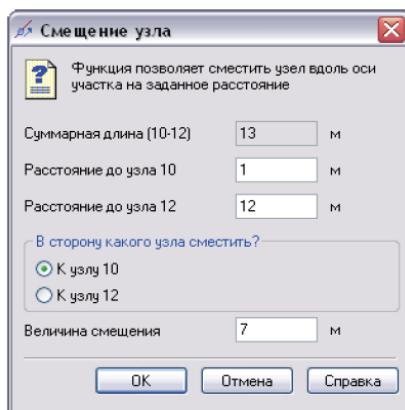 Смещение узла
Функция позволяет сместить узел вдоль оси
участка на заданное расстояние
Суммарная длина (10-12) 13 м
Расстояние до узла 10 1 м
Расстояние до узла 12 12 м
В сторону какого узла сместить?
К узлу 10
К узлу 12
Величина смещения 7 м
OK Отмена Справка